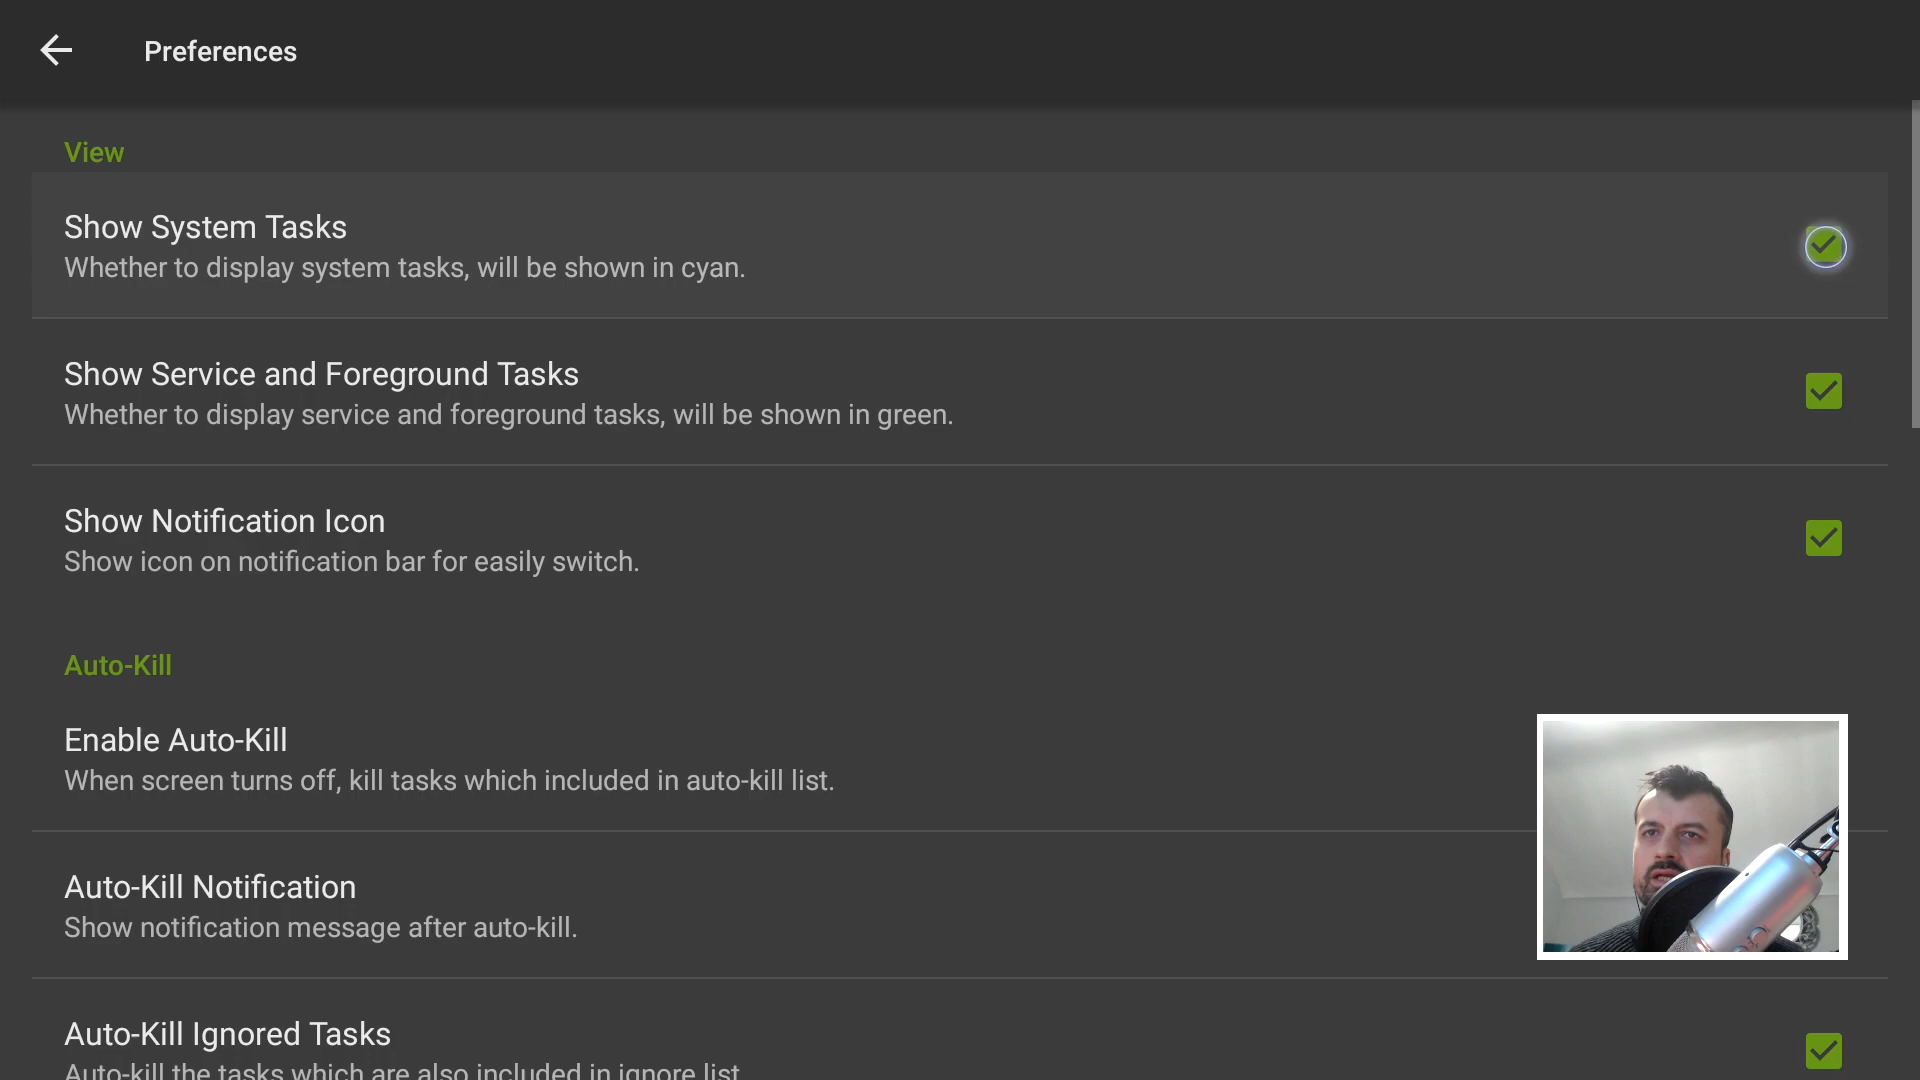 Preferences
View
Show System Tasks
Whether to display system tasks, will be shown in cyan.
Show Service and Foreground Tasks
Whether to display service and foreground tasks, will be shown in green.
Show Notification Icon
Show icon on notification bar for easily switch.
Auto-Kill
Enable Auto-Kill
When screen turns off, kill tasks which included in auto-kill list.
Auto-Kill Notification
Show notification message after auto-kill.
Auto-Kill Ignored Tasks
Auto-kill the tasks which are also included in ignore list